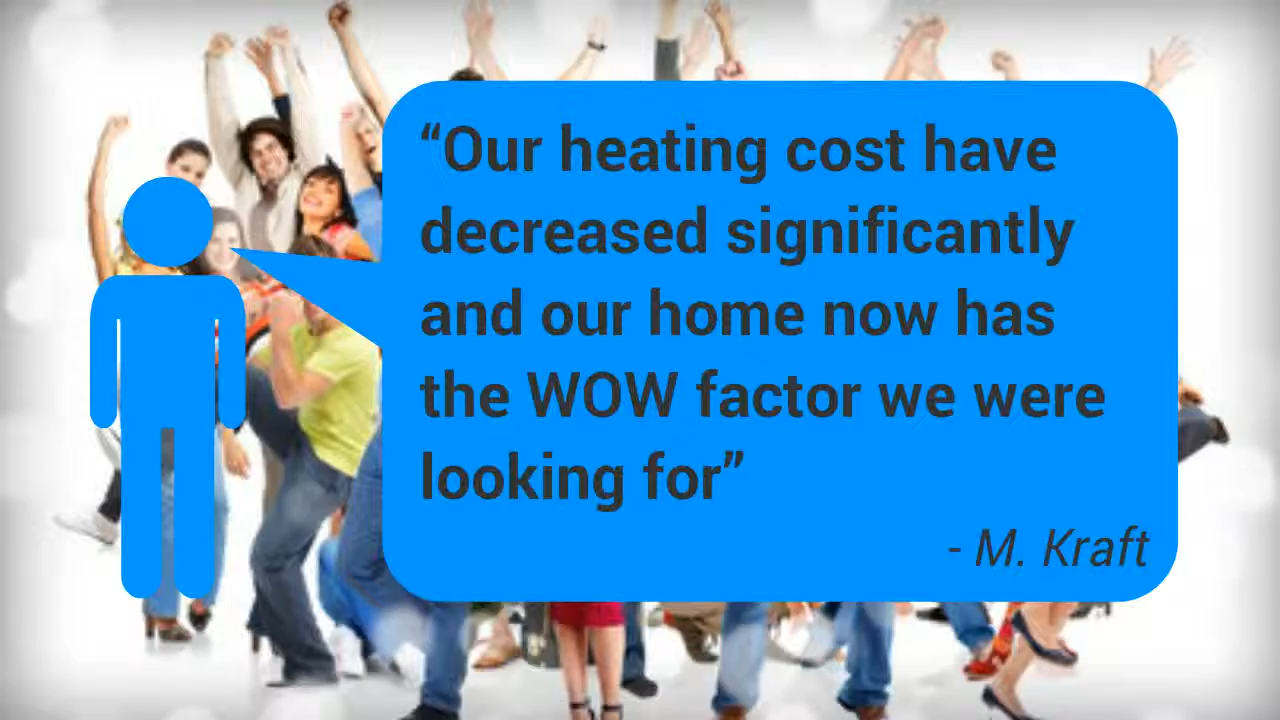 “Our heating cost have
decreased significantly
and our home now has
the WOW factor we were
looking for”
- M. Kraft